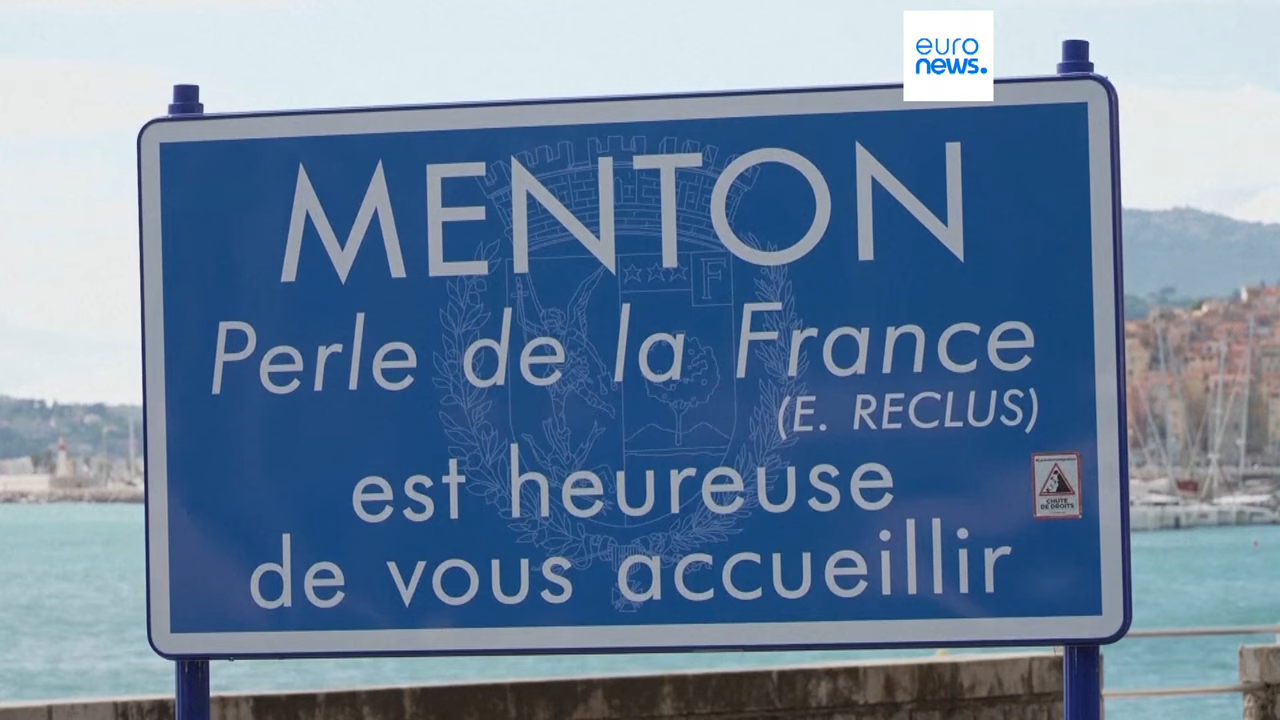 euro
news.
MENTON
F
Perle de la France
(E. RECLUS)
est heureuse
CHUTE
DE DROITS
de vous accueillir